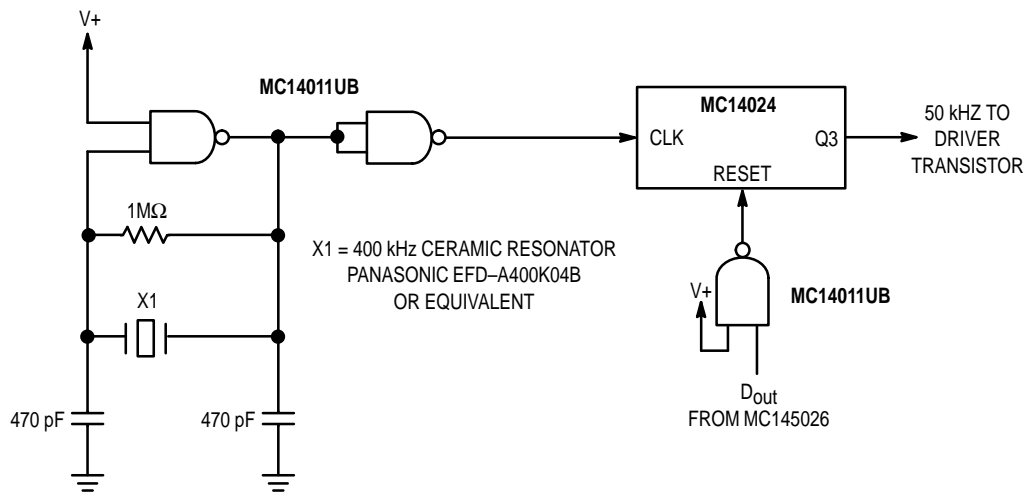 V+
MC14011UB
MC14024
CLK
Q3
RESET
50 kHZ TO
DRIVER
TRANSISTOR
1MΩ
X1 = 400 kHz CERAMIC RESONATOR
PANASONIC EFD–A400K04B
OR EQUIVALENT
X1
V+
MC14011UB
Dout
FROM MC145026
470 pF
470 pF